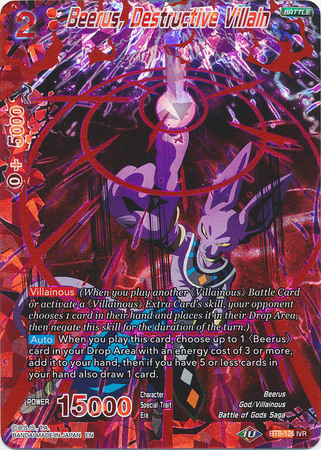 2
Beerus, Destructive Villain
BATTLE
0+ 5000
Villainous (When you play another 《Villainous》 Battle Card
or activate a 《Villainous》 Extra Card's skill, your opponent
chooses 1 card in their hand and places it in their Drop Area,
then negate this skill for the duration of the turn.)
Auto When you play this card, choose up to 1 〈Beerus〉
card in your Drop Area with an energy cost of 3 or more,
add it to your hand, then if you have 5 or less cards in
your hand also draw 1 card.
POWER 15000
Character Beerus
Special Trait God/Villainous
Era Battle of Gods Saga
BANDAI MADE IN JAPAN EN
IVR